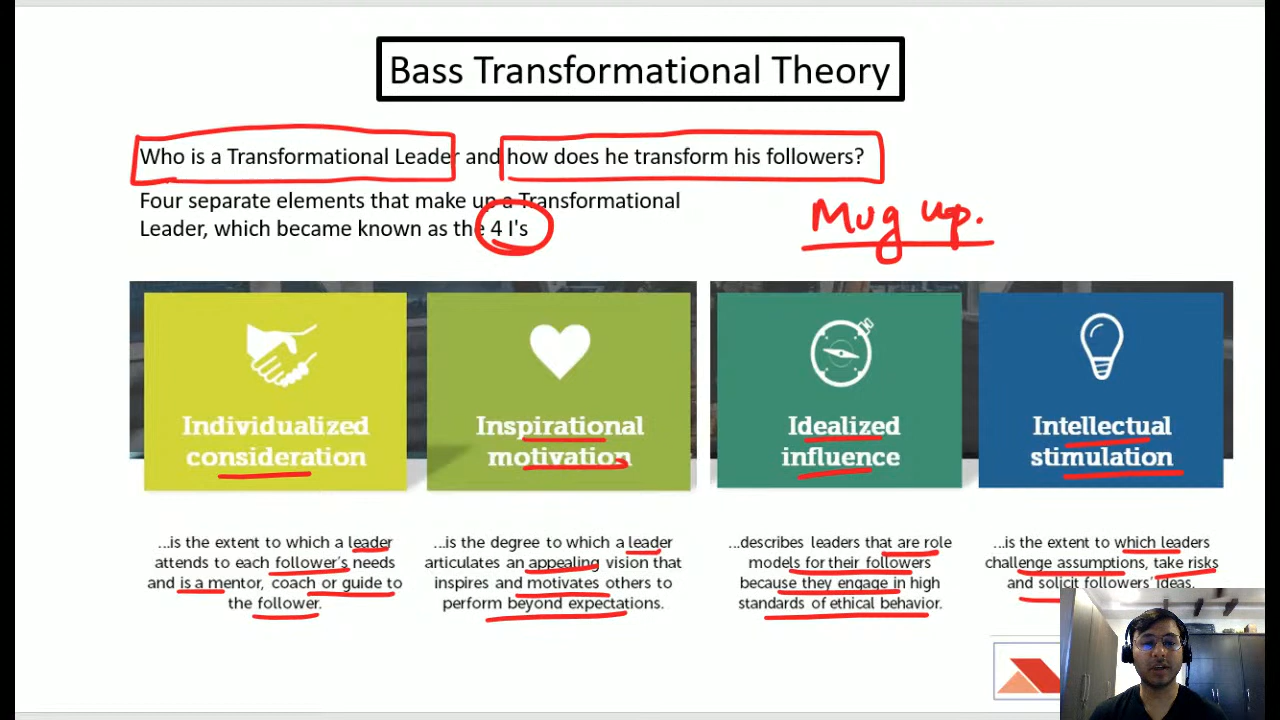 Bass Transformational Theory
Who is a Transformational Leader and how does he transform his followers?
Four separate elements that make up a Transformational
Leader, which became known as the 4 I's
Mug up.
Individualized
consideration
...is the extent to which a leader
attends to each follower's needs
and is a mentor, coach or guide to
the follower.
Inspirational
motivation
...is the degree to which a leader
articulates an appealing vision that
inspires and motivates others to
perform beyond expectations.
Idealized
influence
...describes leaders that are role
models for their followers
because they engage in high
standards of ethical behavior.
Intellectual
stimulation
...is the extent to which leaders
challenge assumptions, take risks
and solicit followers' ideas.